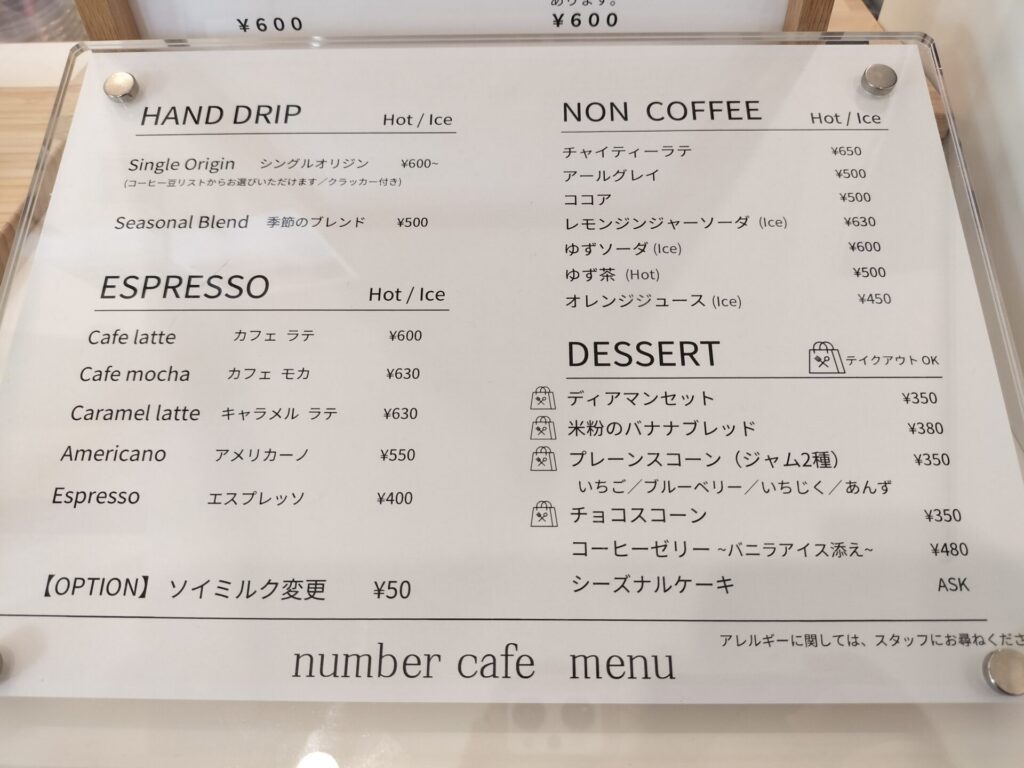 ¥600
あります。
¥600
HAND DRIP Hot / Ice
Single Origin シングルオリジン ¥600~
(コーヒー豆リストからお選びいただけます／クラッカー付き)
Seasonal Blend 季節のブレンド ¥500
ESPRESSO Hot / Ice
Cafe latte カフェ ラテ ¥600
Cafe mocha カフェ モカ ¥630
Caramel latte キャラメル ラテ ¥630
Americano アメリカーノ ¥550
Espresso エスプレッソ ¥400
【OPTION】 ソイミルク変更 ¥50
NON COFFEE Hot / Ice
チャイティーラテ ¥650
アールグレイ ¥500
ココア ¥500
レモンジンジャーソーダ (Ice) ¥630
ゆずソーダ (Ice) ¥600
ゆず茶 (Hot) ¥500
オレンジジュース (Ice) ¥450
DESSERT テイクアウト OK
ディアマンセット ¥350
米粉のバナナブレッド ¥380
プレーンスコーン（ジャム2種） ¥350
いちご／ブルーベリー／いちじく／あんず
チョコスコーン ¥350
コーヒーゼリー ~バニラアイス添え~ ¥480
シーズナルケーキ ASK
アレルギーに関しては、スタッフにお尋ねくださ
number cafe menu